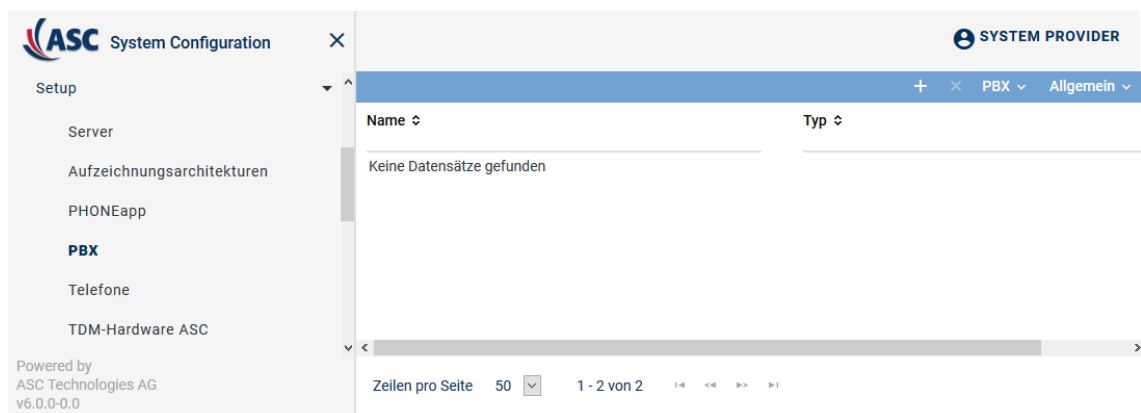 ASC System Configuration
SYSTEM PROVIDER
Setup
Server
Aufzeichnungsarchitekturen
PHONEapp
PBX
Telefone
TDM-Hardware ASC
Powered by
ASC Technologies AG
v6.0.0-0.0
PBX Allgemein
Name Typ
Keine Datensätze gefunden
Zeilen pro Seite 50 1 - 2 von 2